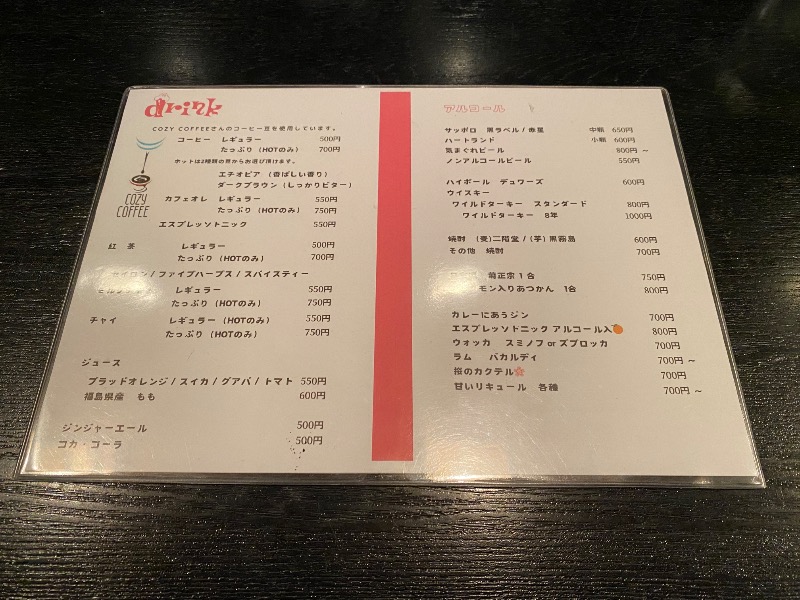 drink
COZY COFFEEさんのコーヒー豆を使用しています。
コーヒー レギュラー 500円
たっぷり (HOTのみ) 700円
ホットは2種類の豆からお選び頂けます。
エチオピア (香ばしい香り)
ダークブラウン (しっかりビター)
COZY
COFFEE
カフェオレ レギュラー 550円
たっぷり (HOTのみ) 750円
エスプレッソトニック 550円
紅茶 レギュラー 500円
たっぷり (HOTのみ) 700円
セイロン / ファイブハーブス / スパイスティー
レギュラー 550円
たっぷり (HOTのみ) 750円
チャイ レギュラー (HOTのみ) 550円
たっぷり (HOTのみ) 750円
ジュース
ブラッドオレンジ / スイカ / グアバ / トマト 550円
福島県産 もも 600円
ジンジャーエール 500円
コカ・コーラ 500円
アルコール
サッポロ 黒ラベル / 赤星 中瓶 650円
ハートランド 小瓶 600円
気まぐれビール 800円 ~
ノンアルコールビール 550円
ハイボール デュワーズ 600円
ウイスキー
ワイルドターキー スタンダード 800円
ワイルドターキー 8年 1000円
焼酎 (麦)二階堂 / (芋) 黒霧島 600円
その他 焼酎 700円
菊正宗 1合 750円
モン入りあつかん 1合 800円
カレーにあうジン 700円
エスプレッソトニック アルコール入 800円
ウォッカ スミノフ or ズブロッカ 700円
ラム バカルディ 700円 ~
桜のカクテル 700円
甘いリキュール 各種 700円 ~